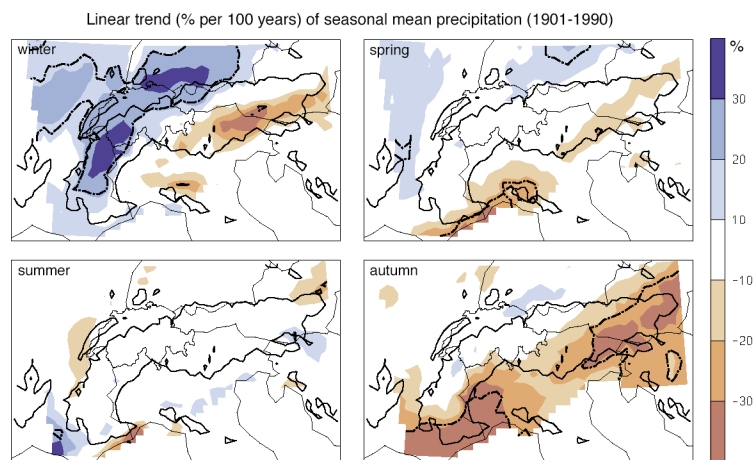 Linear trend (% per 100 years) of seasonal mean precipitation (1901-1990)
winter
spring
%
30
20
10
-10
-20
-30
summer
autumn